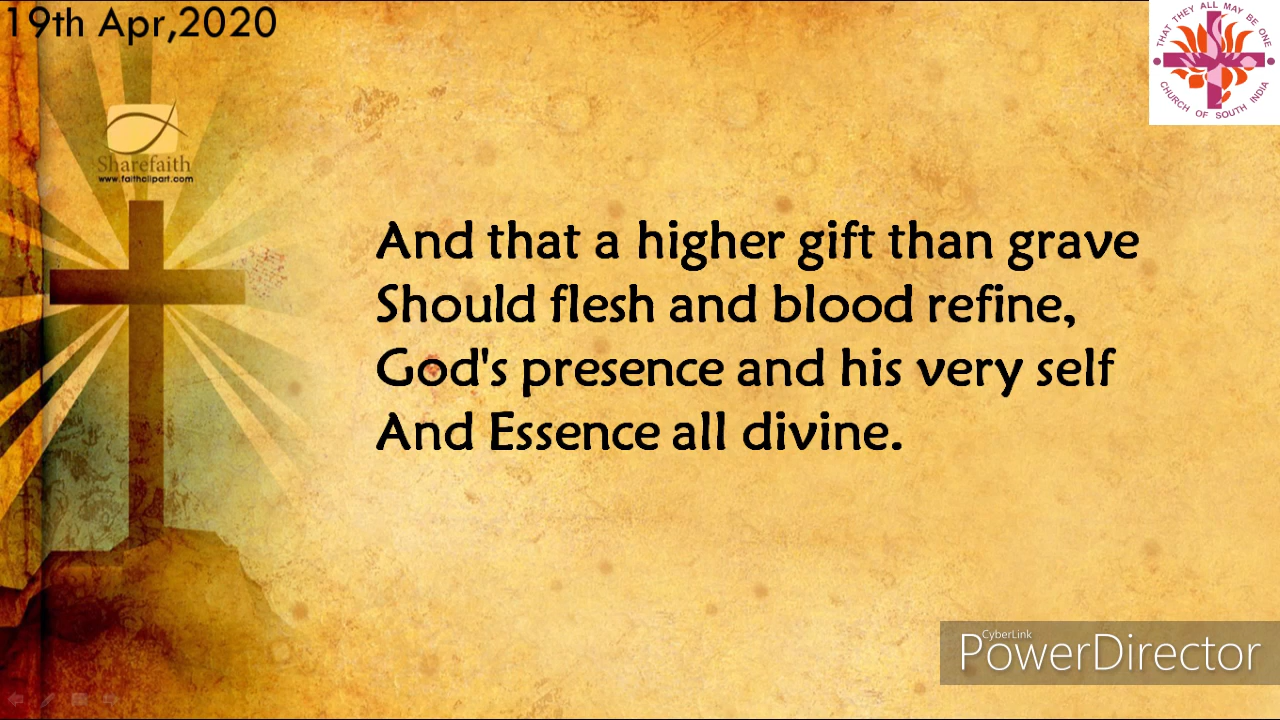 19th Apr,2020
THAT THEY ALL MAY BE ONE
CHURCH OF SOUTH INDIA
Sharefaith
www.faithclipart.com
And that a higher gift than grave
Should flesh and blood refine,
God's presence and his very self
And Essence all divine.
CyberLink
PowerDirector